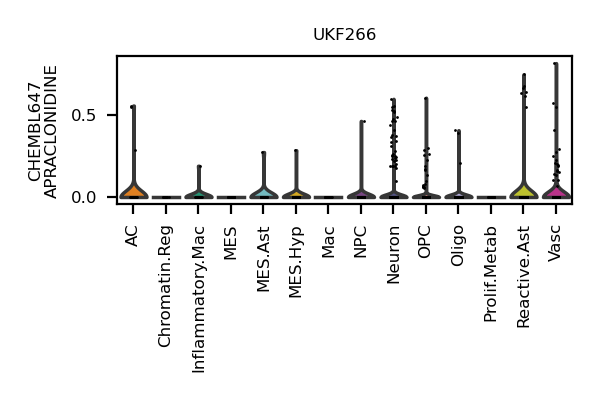 UKF266
CHEMBL647
APRACLONIDINE
0.5
0.0
AC
Chromatin.Reg
Inflammatory.Mac
MES
MES.Ast
MES.Hyp
Mac
NPC
Neuron
OPC
Oligo
Prolif.Metab
Reactive.Ast
Vasc